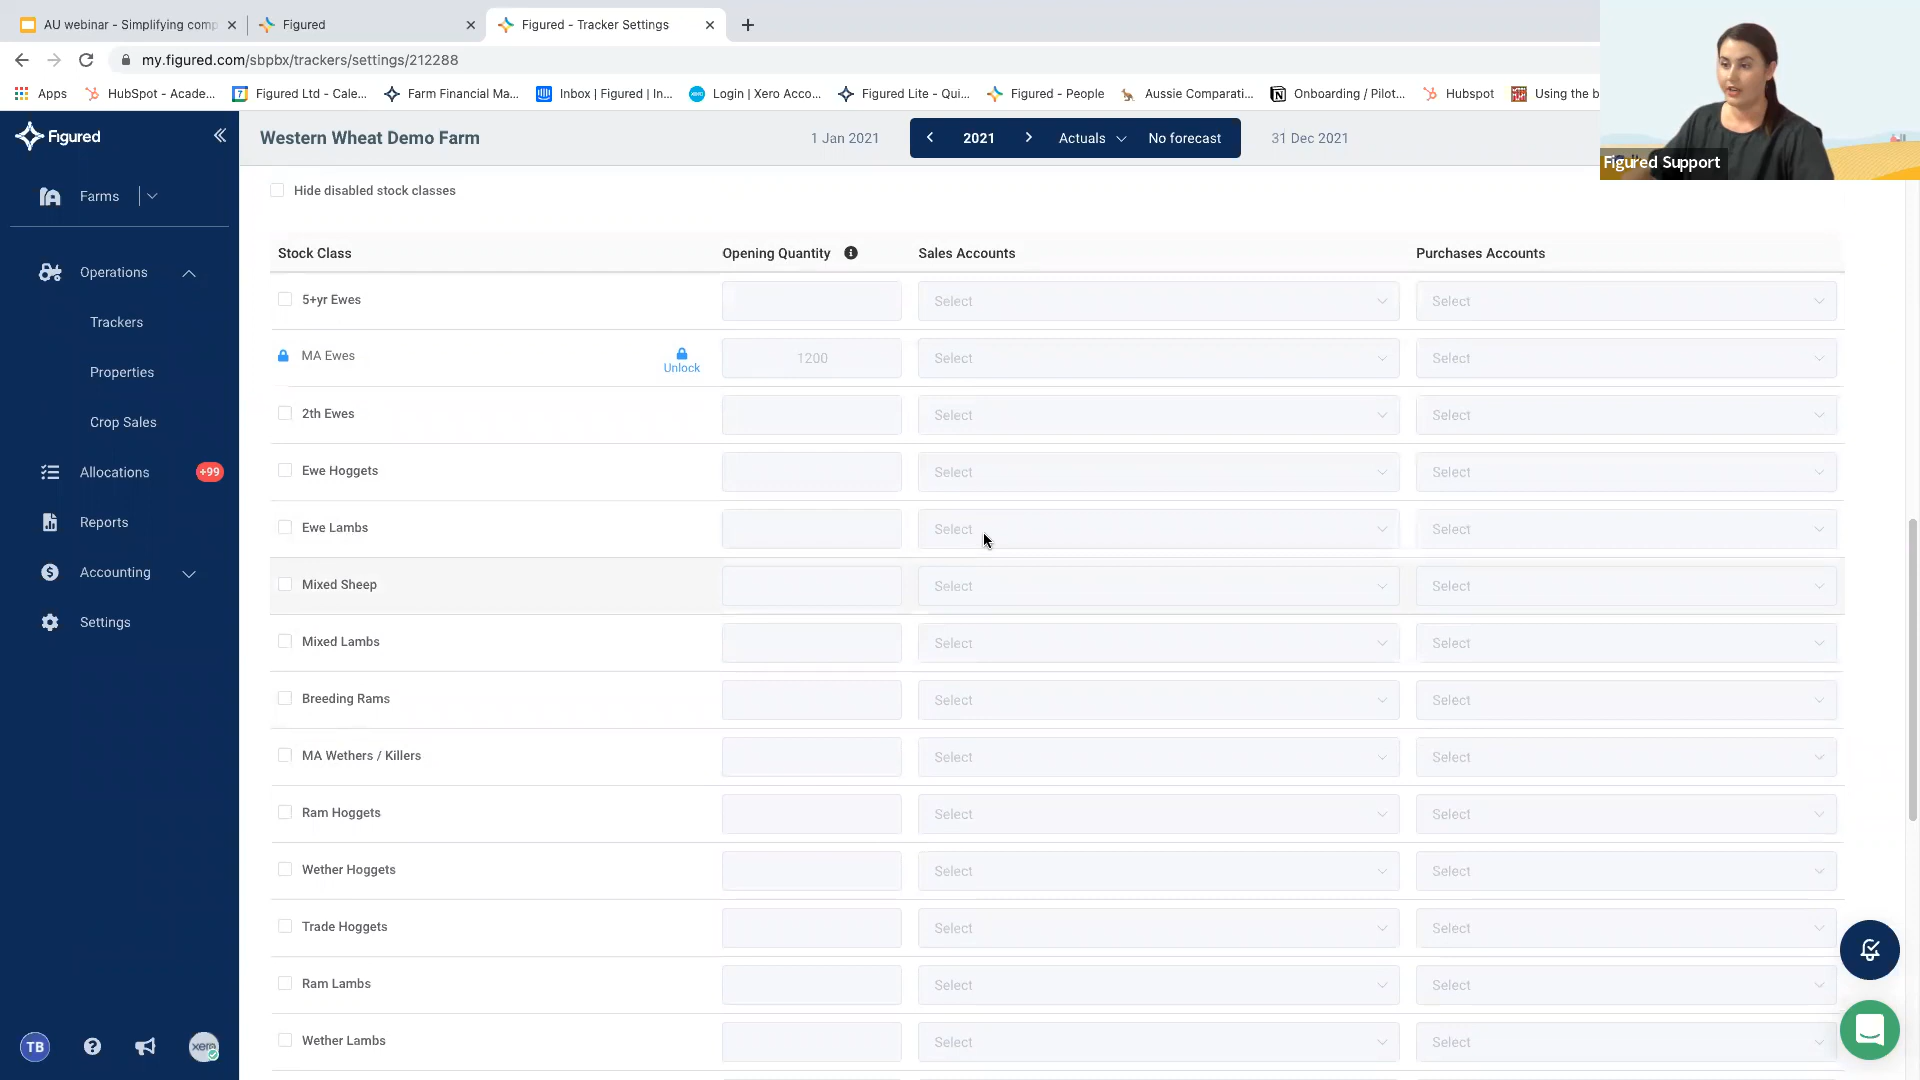 AU webinar - Simplifying comp
Figured
Figured - Tracker Settings
my.figured.com/sbpbx/trackers/settings/212288
Apps
HubSpot - Acade...
Figured Ltd - Cale...
Farm Financial Ma...
Inbox | Figured | In...
Login | Xero Acco...
Figured Lite - Qui...
Figured - People
Aussie Comparati...
Onboarding / Pilot...
Hubspot
Using the b
Figured
Western Wheat Demo Farm
1 Jan 2021
2021
Actuals
No forecast
31 Dec 2021
Figured Support
Farms
Operations
Trackers
Properties
Crop Sales
Allocations
+99
Reports
Accounting
Settings
TB
xero
Hide disabled stock classes
Stock Class
Opening Quantity
Sales Accounts
Purchases Accounts
5+yr Ewes
Select
Select
MA Ewes
Unlock
1200
Select
Select
2th Ewes
Select
Select
Ewe Hoggets
Select
Select
Ewe Lambs
Select
Select
Mixed Sheep
Select
Select
Mixed Lambs
Select
Select
Breeding Rams
Select
Select
MA Wethers / Killers
Select
Select
Ram Hoggets
Select
Select
Wether Hoggets
Select
Select
Trade Hoggets
Select
Select
Ram Lambs
Select
Select
Wether Lambs
Select
Select